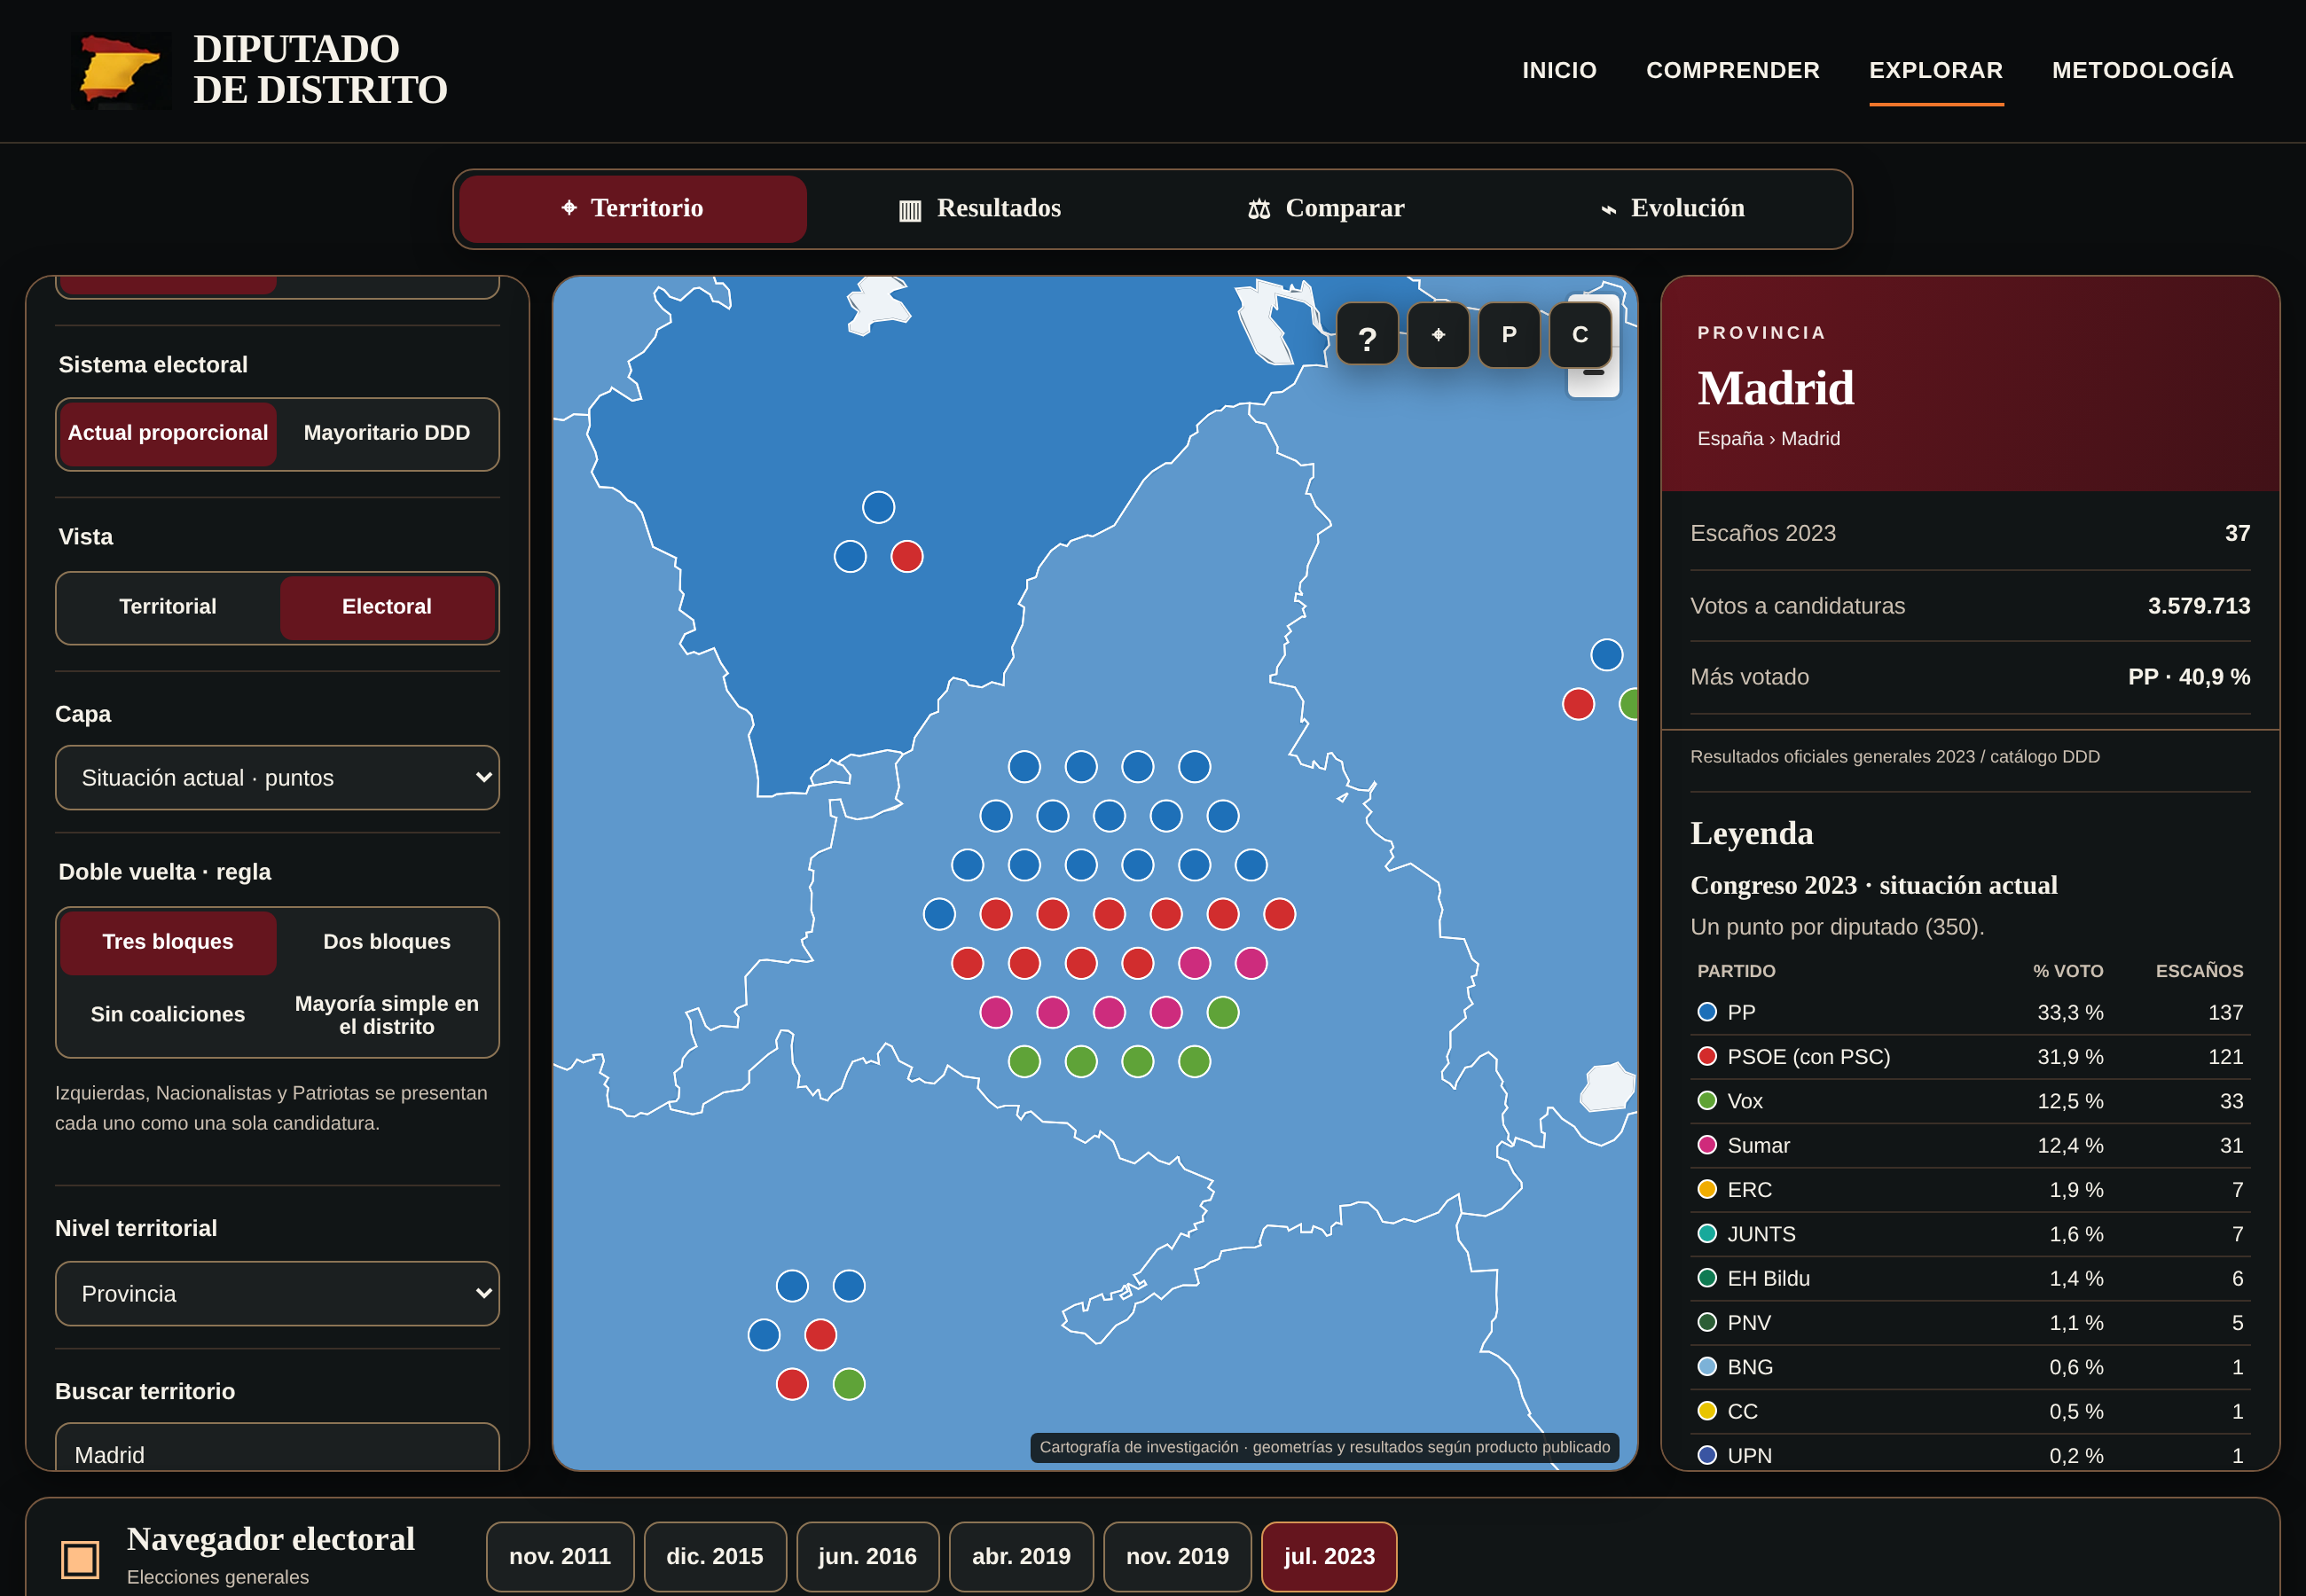 DIPUTADO
DE DISTRITO
INICIO
COMPRENDER
EXPLORAR
METODOLOGÍA
Territorio
Resultados
Comparar
Evolución
Sistema electoral
Actual proporcional
Mayoritario DDD
Vista
Territorial
Electoral
Capa
Situación actual · puntos
Doble vuelta · regla
Tres bloques
Dos bloques
Sin coaliciones
Mayoría simple en
el distrito
Izquierdas, Nacionalistas y Patriotas se presentan
cada uno como una sola candidatura.
Nivel territorial
Provincia
Buscar territorio
Madrid
?
P
C
Cartografía de investigación · geometrías y resultados según producto publicado
PROVINCIA
Madrid
España › Madrid
Escaños 2023 37
Votos a candidaturas 3.579.713
Más votado PP · 40,9 %
Resultados oficiales generales 2023 / catálogo DDD
Leyenda
Congreso 2023 · situación actual
Un punto por diputado (350).
PARTIDO % VOTO ESCAÑOS
PP 33,3 % 137
PSOE (con PSC) 31,9 % 121
Vox 12,5 % 33
Sumar 12,4 % 31
ERC 1,9 % 7
JUNTS 1,6 % 7
EH Bildu 1,4 % 6
PNV 1,1 % 5
BNG 0,6 % 1
CC 0,5 % 1
UPN 0,2 % 1
Navegador electoral
Elecciones generales
nov. 2011
dic. 2015
jun. 2016
abr. 2019
nov. 2019
jul. 2023